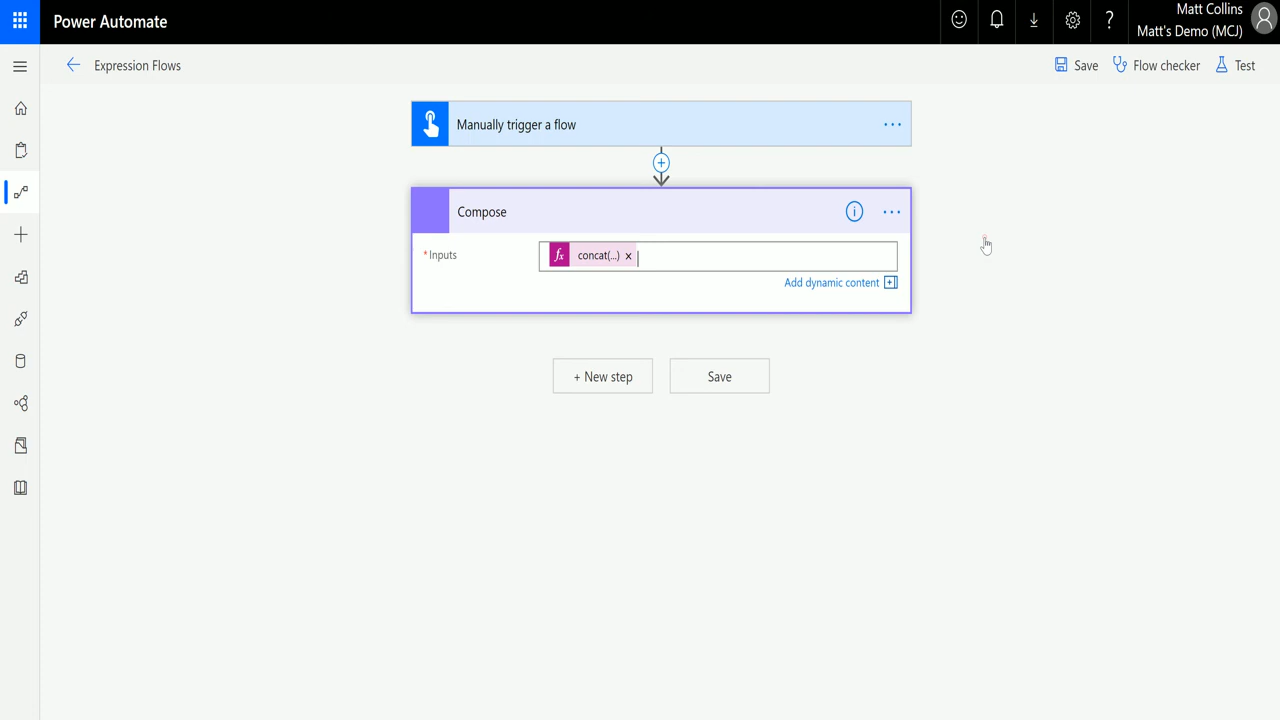 Power Automate
Matt Collins
Matt's Demo (MCJ)
?
Expression Flows
Save
Flow checker
Test
Manually trigger a flow
...
Compose
i
...
*Inputs
fx concat(...) ×
Add dynamic content
+ New step
Save